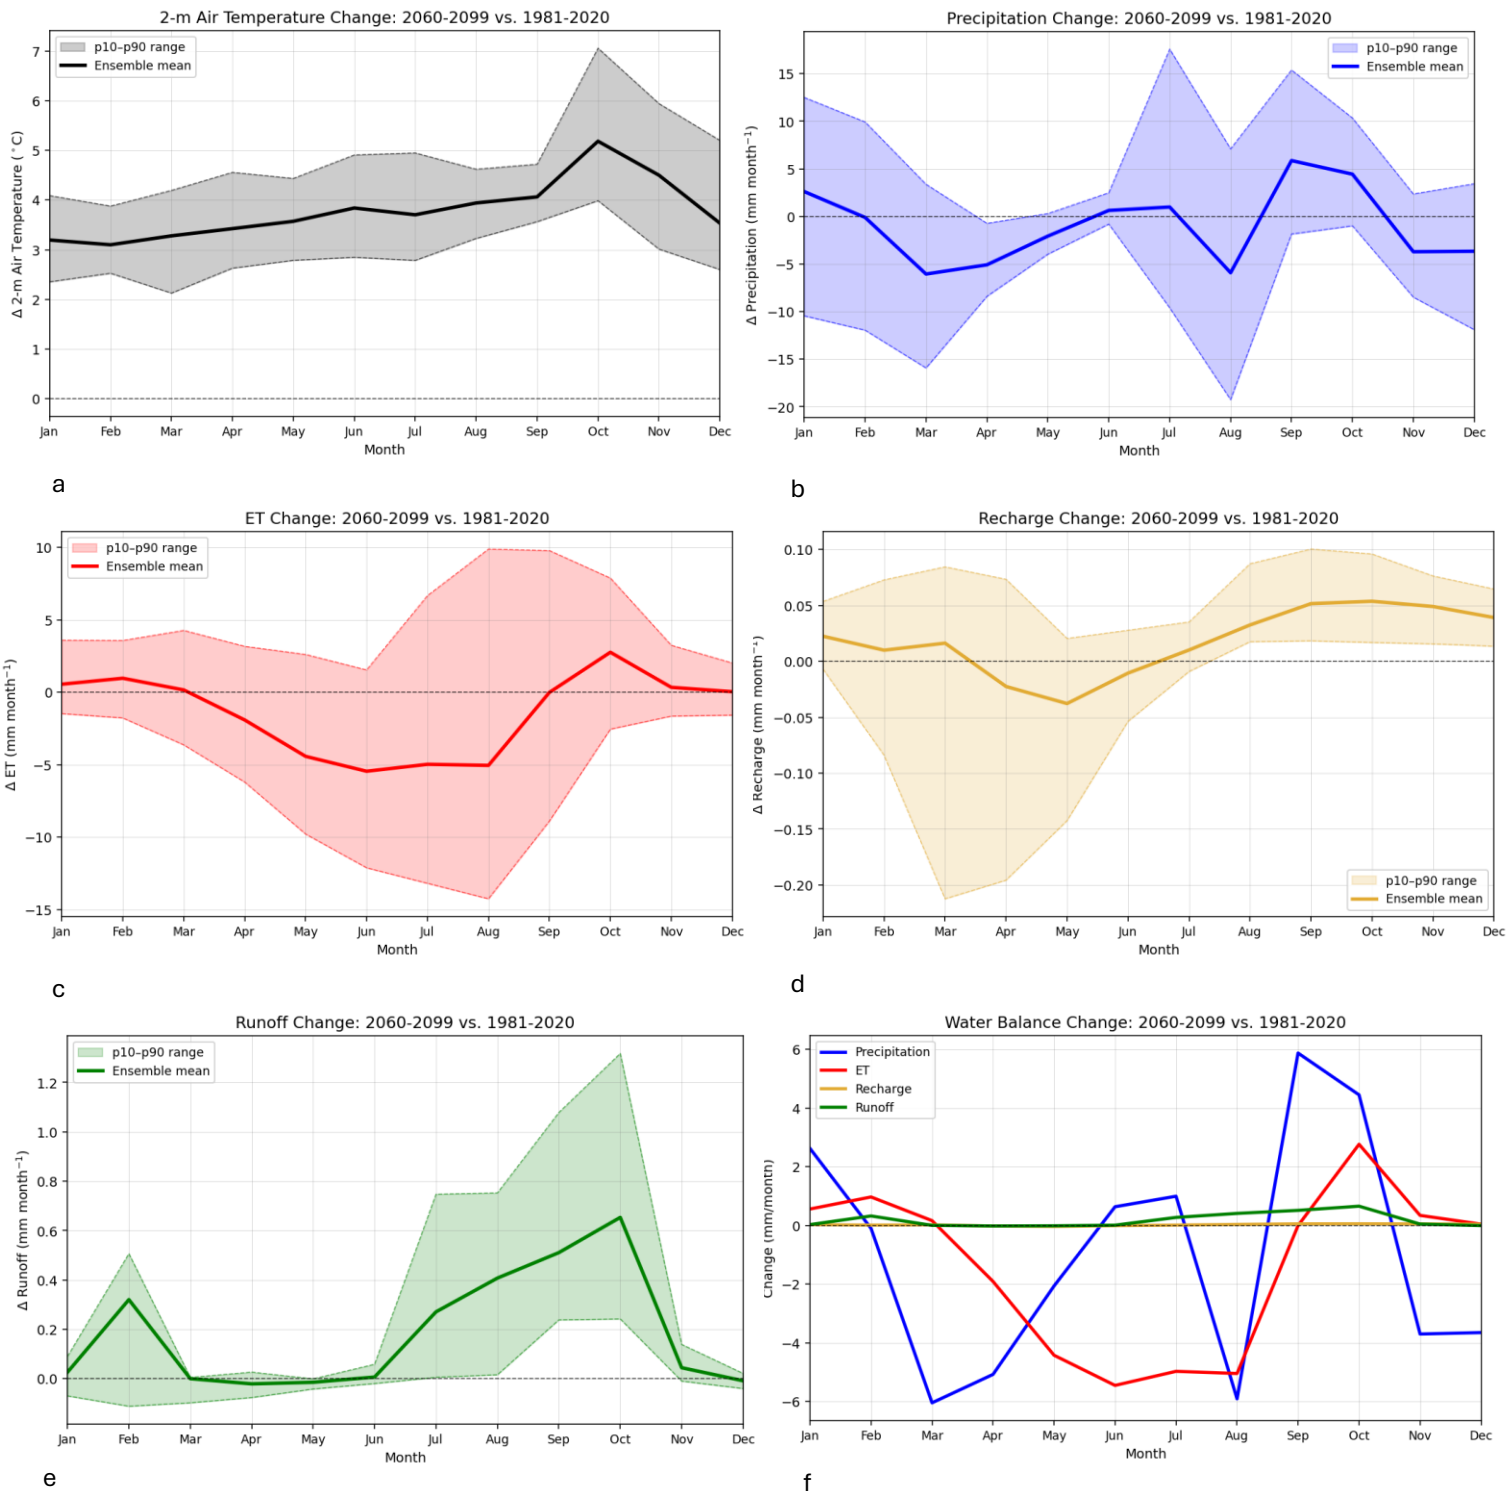 2-m Air Temperature Change: 2060-2099 vs. 1981-2020
p10–p90 range
Ensemble mean
Δ 2-m Air Temperature (°C)
7
6
5
4
3
2
1
0
Jan Feb Mar Apr May Jun Jul Aug Sep Oct Nov Dec
Month
a
Precipitation Change: 2060-2099 vs. 1981-2020
p10–p90 range
Ensemble mean
Δ Precipitation (mm month⁻¹)
15
10
5
0
−5
−10
−15
−20
Jan Feb Mar Apr May Jun Jul Aug Sep Oct Nov Dec
Month
b
ET Change: 2060-2099 vs. 1981-2020
p10–p90 range
Ensemble mean
Δ ET (mm month⁻¹)
10
5
0
−5
−10
−15
Jan Feb Mar Apr May Jun Jul Aug Sep Oct Nov Dec
Month
c
Recharge Change: 2060-2099 vs. 1981-2020
Δ Recharge (mm month⁻¹)
0.10
0.05
0.00
−0.05
−0.10
−0.15
−0.20
p10–p90 range
Ensemble mean
Jan Feb Mar Apr May Jun Jul Aug Sep Oct Nov Dec
Month
d
Runoff Change: 2060-2099 vs. 1981-2020
p10–p90 range
Ensemble mean
Δ Runoff (mm month⁻¹)
1.2
1.0
0.8
0.6
0.4
0.2
0.0
Jan Feb Mar Apr May Jun Jul Aug Sep Oct Nov Dec
Month
e
Water Balance Change: 2060-2099 vs. 1981-2020
Precipitation
ET
Recharge
Runoff
Change (mm/month)
6
4
2
0
−2
−4
−6
Jan Feb Mar Apr May Jun Jul Aug Sep Oct Nov Dec
Month
f